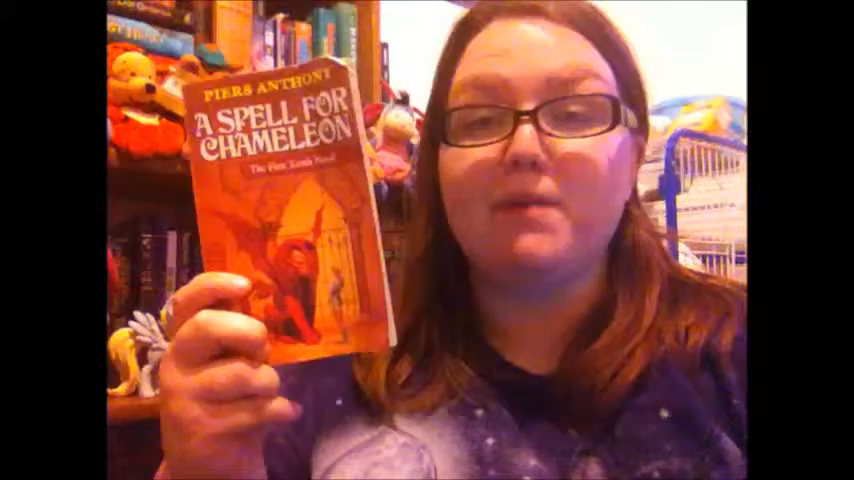 PIERS ANTHONY
A SPELL FOR
CHAMELEON
The First Xanth Novel